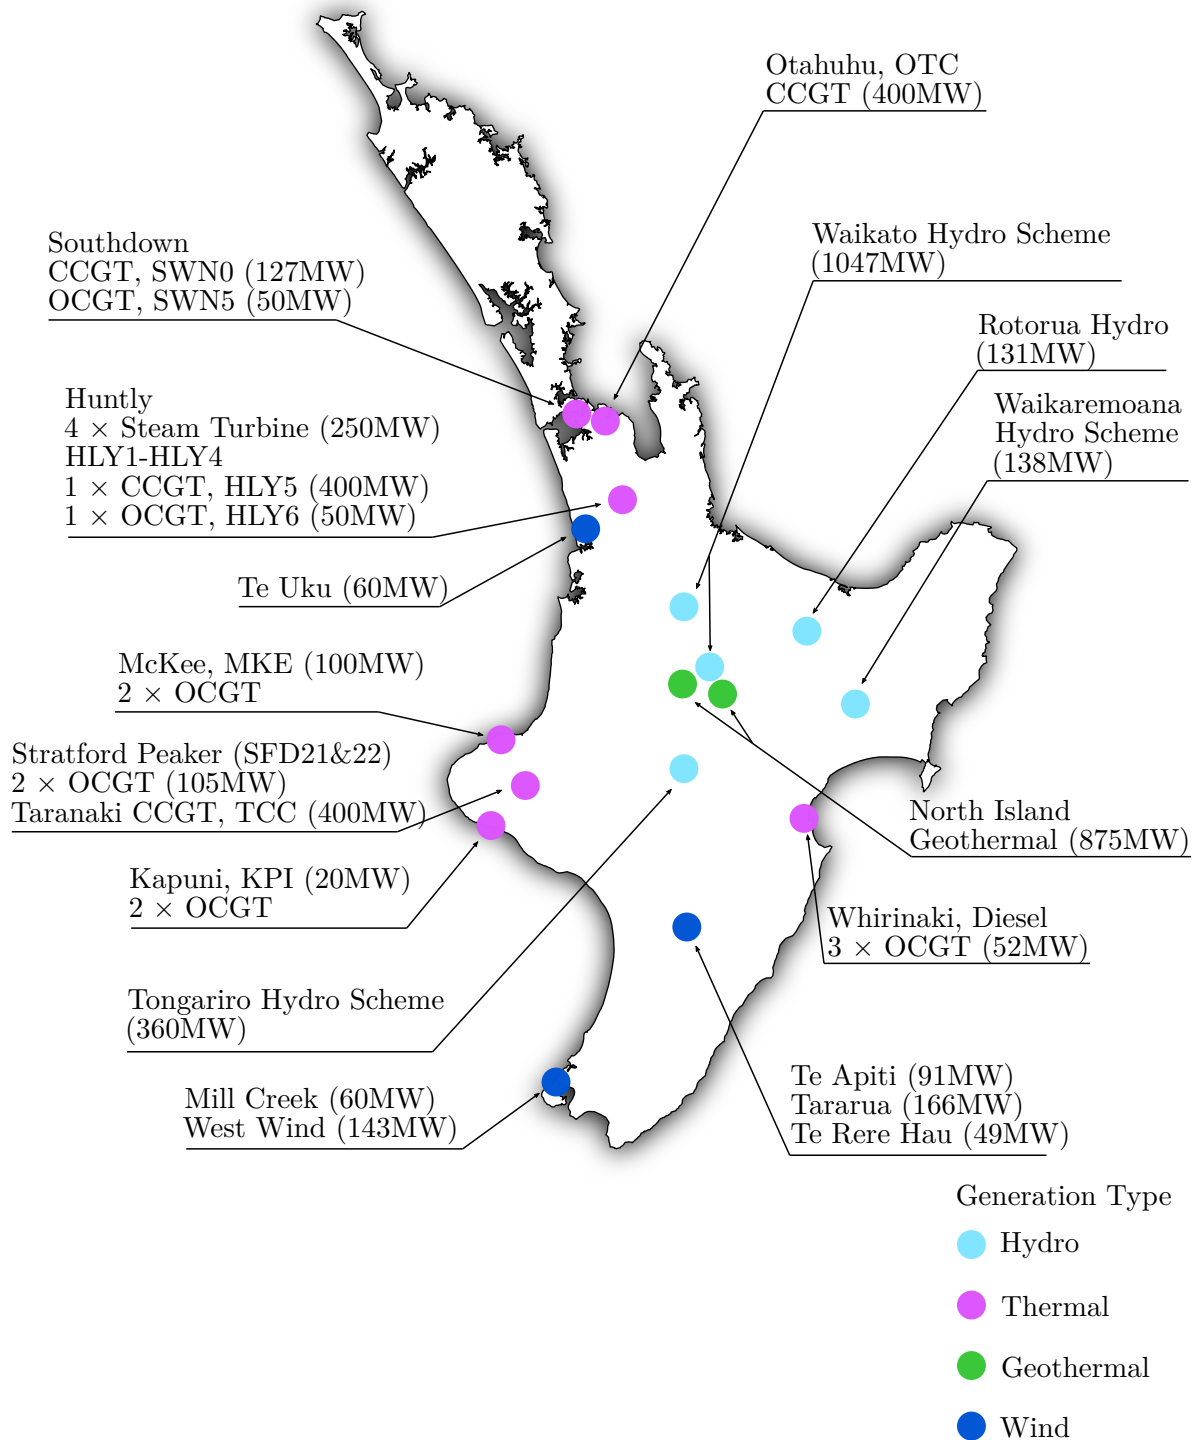 Otahuhu, OTC
CCGT (400MW)
Waikato Hydro Scheme
(1047MW)
Southdown
CCGT, SWN0 (127MW)
OCGT, SWN5 (50MW)
Rotorua Hydro
(131MW)
Huntly
4 × Steam Turbine (250MW)
HLY1-HLY4
1 × CCGT, HLY5 (400MW)
1 × OCGT, HLY6 (50MW)
Waikaremoana
Hydro Scheme
(138MW)
Te Uku (60MW)
McKee, MKE (100MW)
2 × OCGT
Stratford Peaker (SFD21&22)
2 × OCGT (105MW)
Taranaki CCGT, TCC (400MW)
North Island
Geothermal (875MW)
Kapuni, KPI (20MW)
2 × OCGT
Whirinaki, Diesel
3 × OCGT (52MW)
Tongariro Hydro Scheme
(360MW)
Mill Creek (60MW)
West Wind (143MW)
Te Apiti (91MW)
Tararua (166MW)
Te Rere Hau (49MW)
Generation Type
Hydro
Thermal
Geothermal
Wind